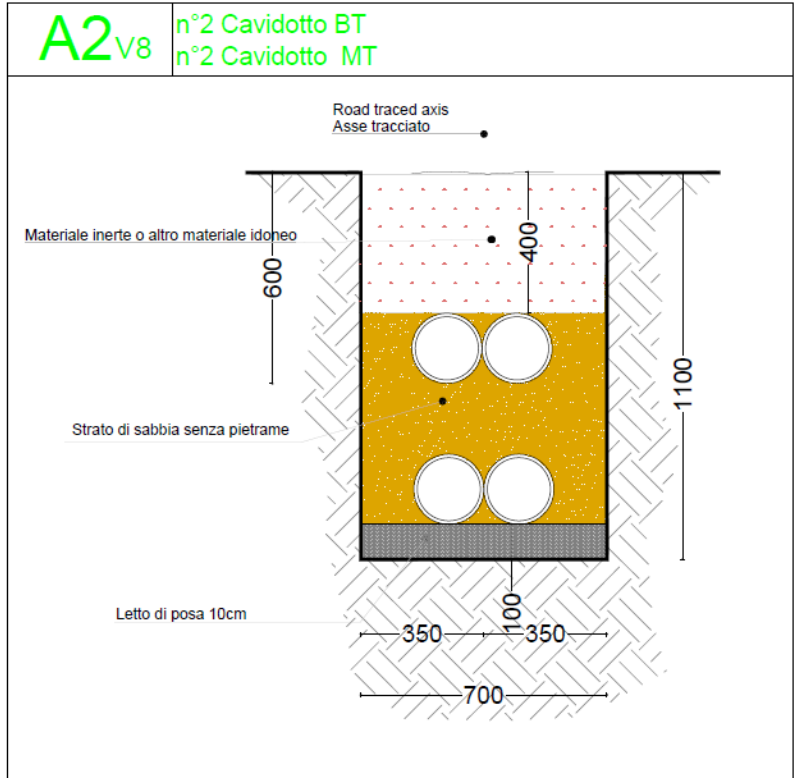 A2V8
n°2 Cavidotto BT
n°2 Cavidotto MT
Road traced axis
Asse tracciato
Materiale inerte o altro materiale idoneo
400
600
1100
Strato di sabbia senza pietrame
Letto di posa 10cm
100
350
350
700